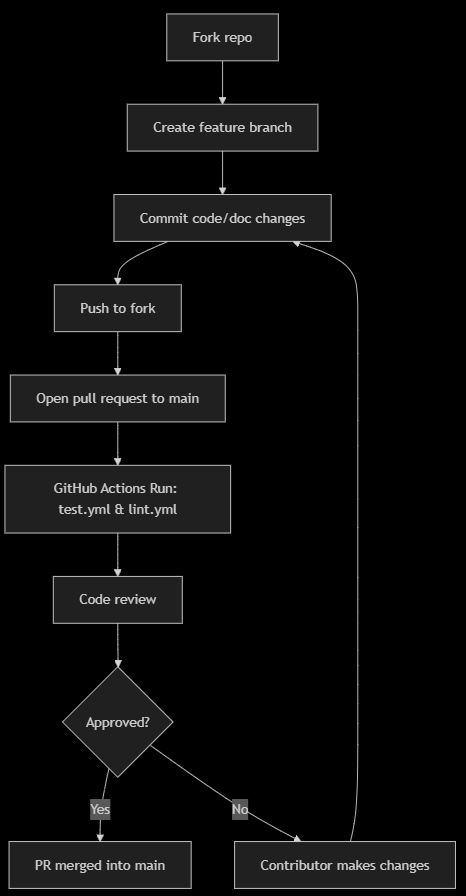 Fork repo
Create feature branch
Commit code/doc changes
Push to fork
Open pull request to main
GitHub Actions Run:
test.yml & lint.yml
Code review
Approved?
Yes
No
PR merged into main
Contributor makes changes